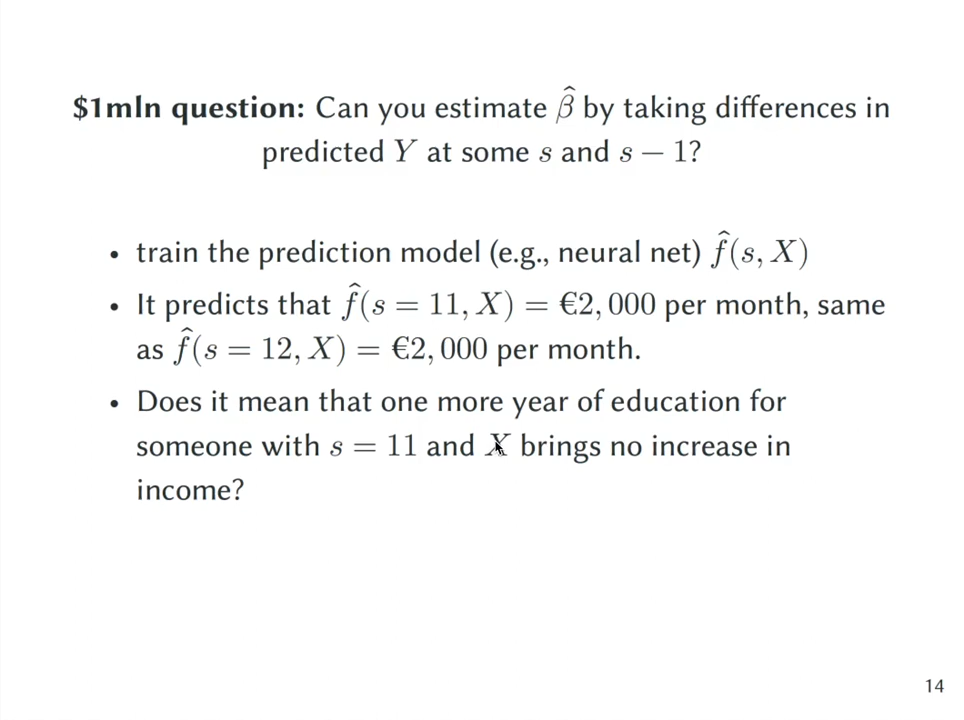 $1mln question: Can you estimate β̂ by taking differences in
predicted Y at some s and s − 1?
• train the prediction model (e.g., neural net) f̂(s, X)
• It predicts that f̂(s = 11, X) = €2, 000 per month, same
as f̂(s = 12, X) = €2, 000 per month.
• Does it mean that one more year of education for
someone with s = 11 and X brings no increase in
income?
14